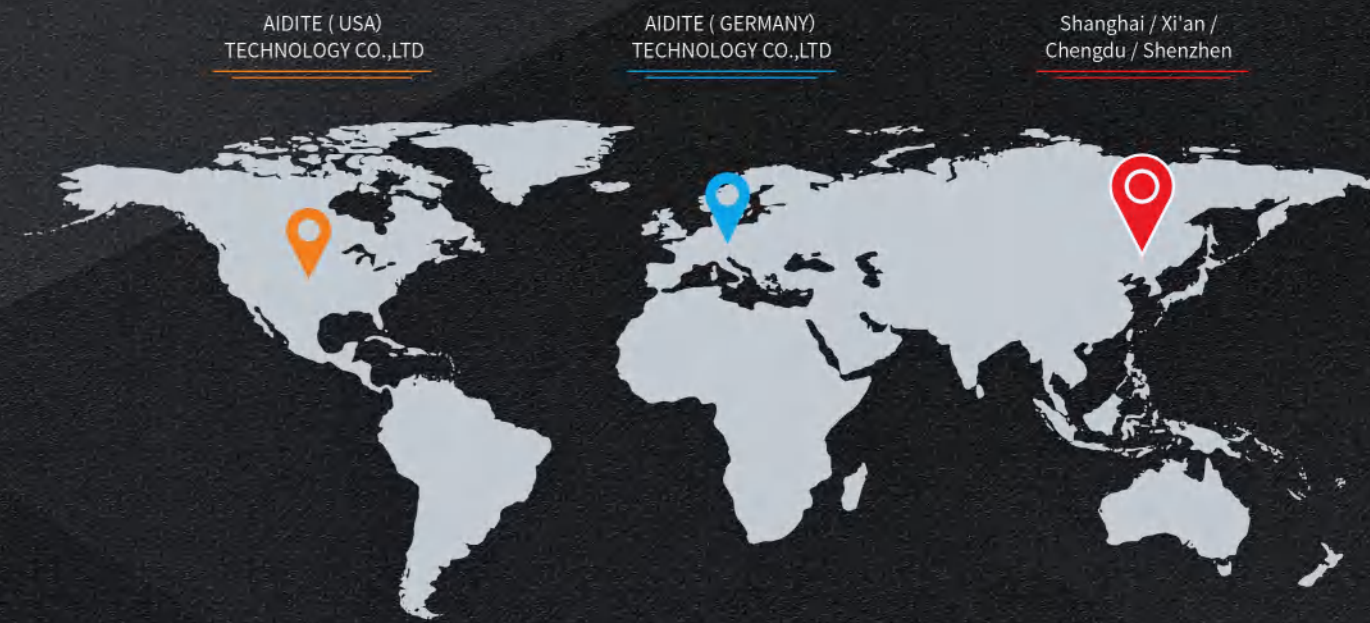 AIDITE ( USA)
TECHNOLOGY CO.,LTD
AIDITE ( GERMANY)
TECHNOLOGY CO.,LTD
Shanghai / Xi'an /
Chengdu / Shenzhen